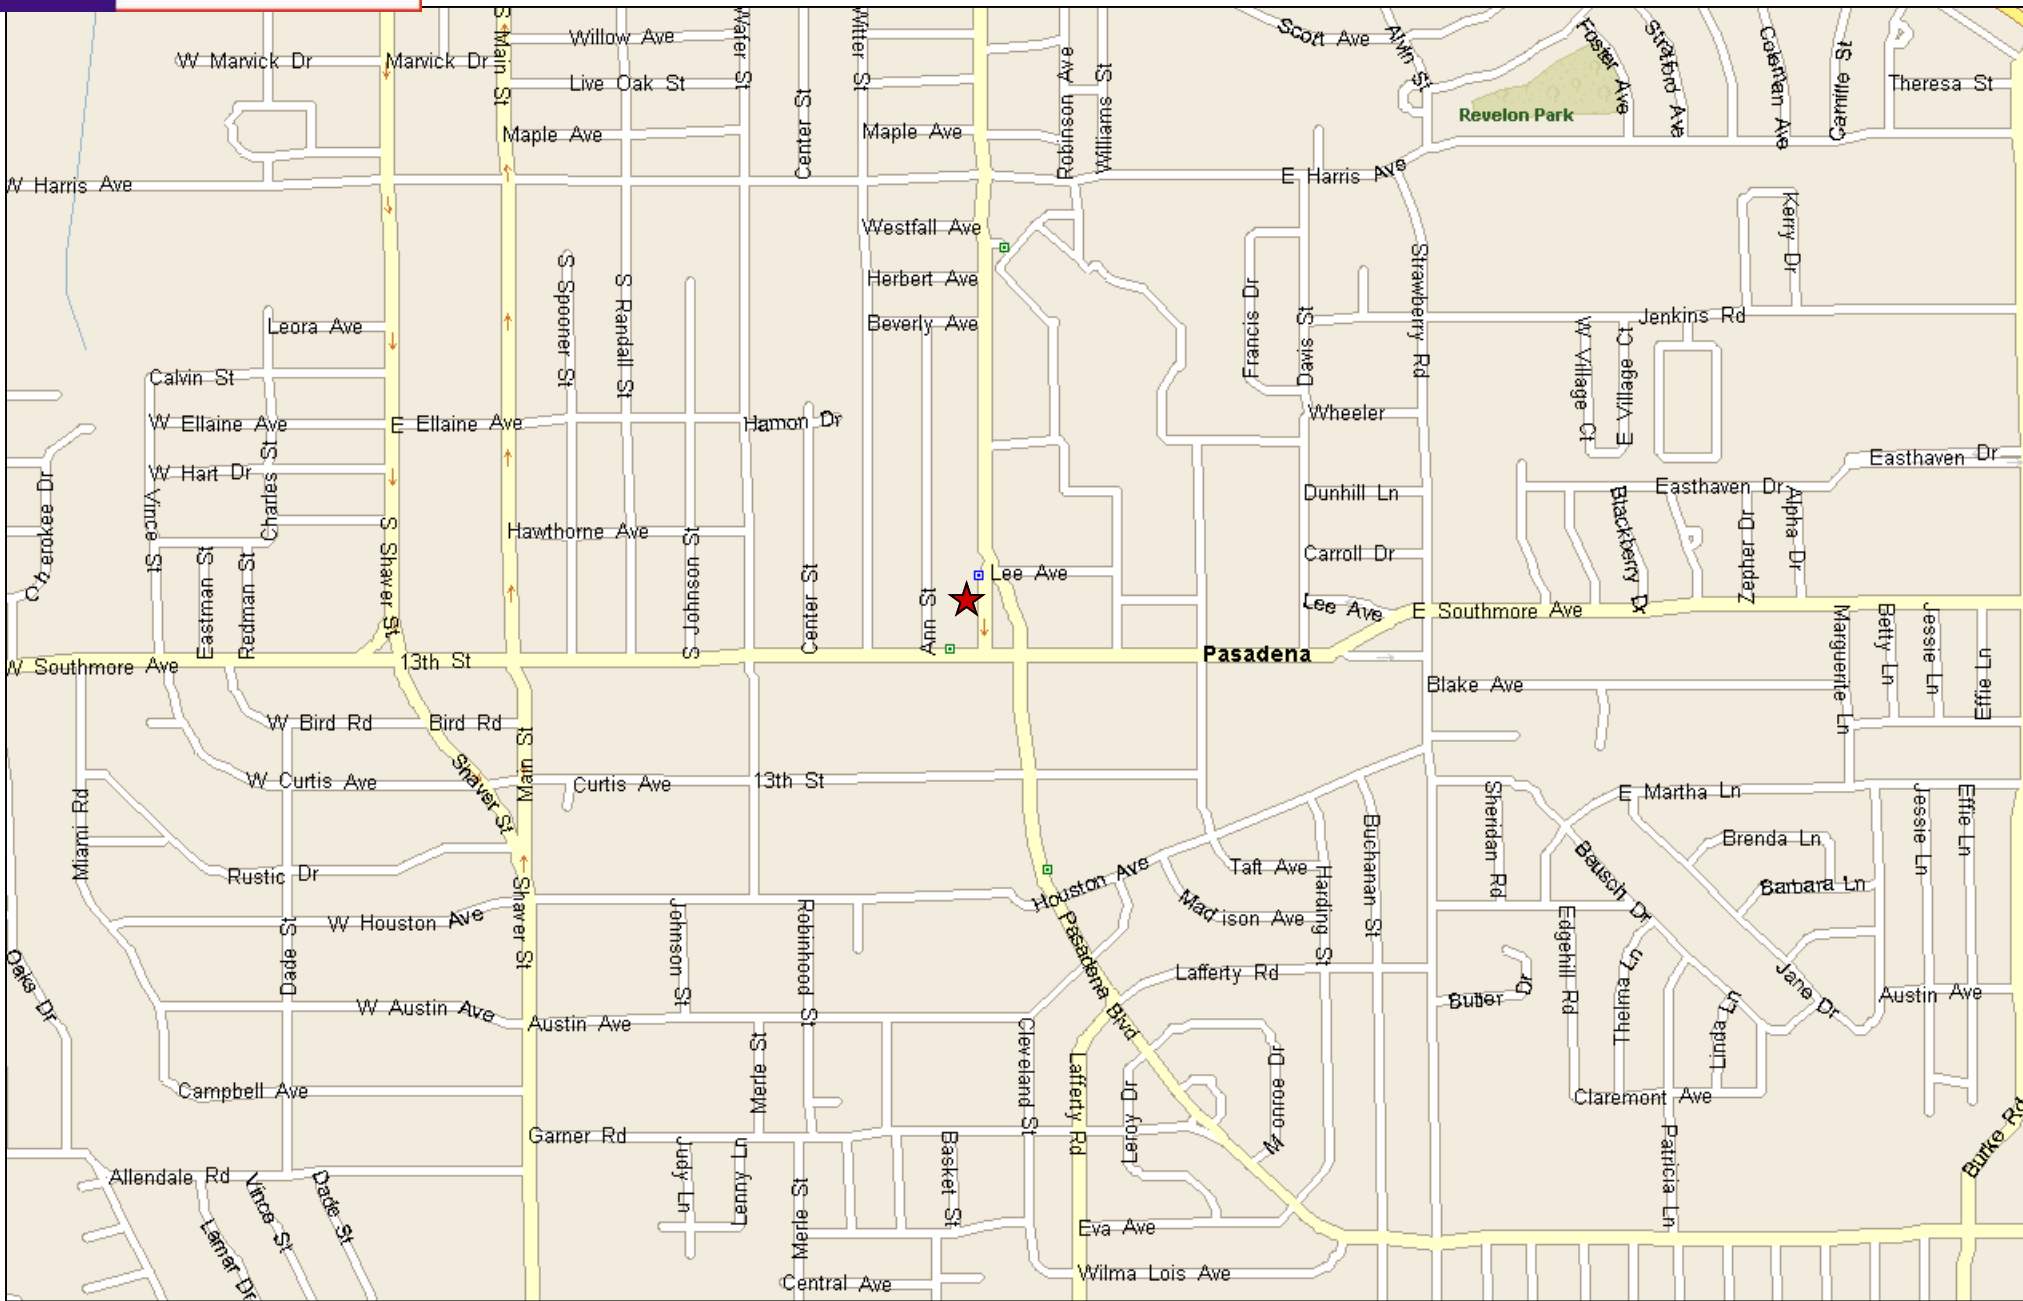 Willow Ave
Scott Ave
W Marvick Dr
Marvick Dr
S Main St
Live Oak St
Water St
Witter St
Center St
Robinson Ave
Williams St
Alvin St
Foster Ave
Stratford Ave
Coleman Ave
Camille St
Theresa St
Revelon Park
Maple Ave
Maple Ave
W Harris Ave
E Harris Ave
Westfall Ave
Herbert Ave
Beverly Ave
Kerry Dr
Strawberry Rd
Francis Dr
Davis St
Jenkins Rd
W Village Ct
E Village Ct
S Spooner St
S Randall St
Leora Ave
Calvin St
W Ellaine Ave
E Ellaine Ave
Hamon Dr
Wheeler
W Hart Dr
Charles St
Vince St
Cherokee Dr
Easthaven Dr
Easthaven Dr
Dunhill Ln
Blackberry Dr
Zephyr Dr
Alpha Dr
Hawthorne Ave
S Johnson St
S Shaver St
Carroll Dr
Eastman St
Redman St
Center St
Ann St
Lee Ave
Lee Ave
E Southmore Ave
Marguerite Ln
Betty Ln
Jessie Ln
Effie Ln
W Southmore Ave
13th St
Pasadena
Blake Ave
W Bird Rd
Bird Rd
Main St
Shaver St
W Curtis Ave
Curtis Ave
13th St
Miami Rd
Sheridan Rd
E Martha Ln
Jessie Ln
Effie Ln
Brenda Ln
Barbara Ln
Beusch Dr
Buchanan St
Harding St
Taft Ave
Houston Ave
Madison Ave
Rustic Dr
W Houston Ave
Shaver St
Johnson St
Robinhood St
Dade St
Pasadena Blvd
Lafferty Rd
Edgehill Rd
Thelma Ln
Linda Ln
Jane Dr
Butler Dr
Austin Ave
Oaks Dr
W Austin Ave
Austin Ave
Cleveland St
Merle St
Lafferty Rd
Leroy Dr
Monroe Dr
Campbell Ave
Claremont Ave
Garner Rd
Judy Ln
Lenny Ln
Basket St
Patricia Ln
Burke Rd
Allendale Rd
Vince St
Dade St
Lamar Dr
Merle St
Eva Ave
Central Ave
Wilma Lois Ave